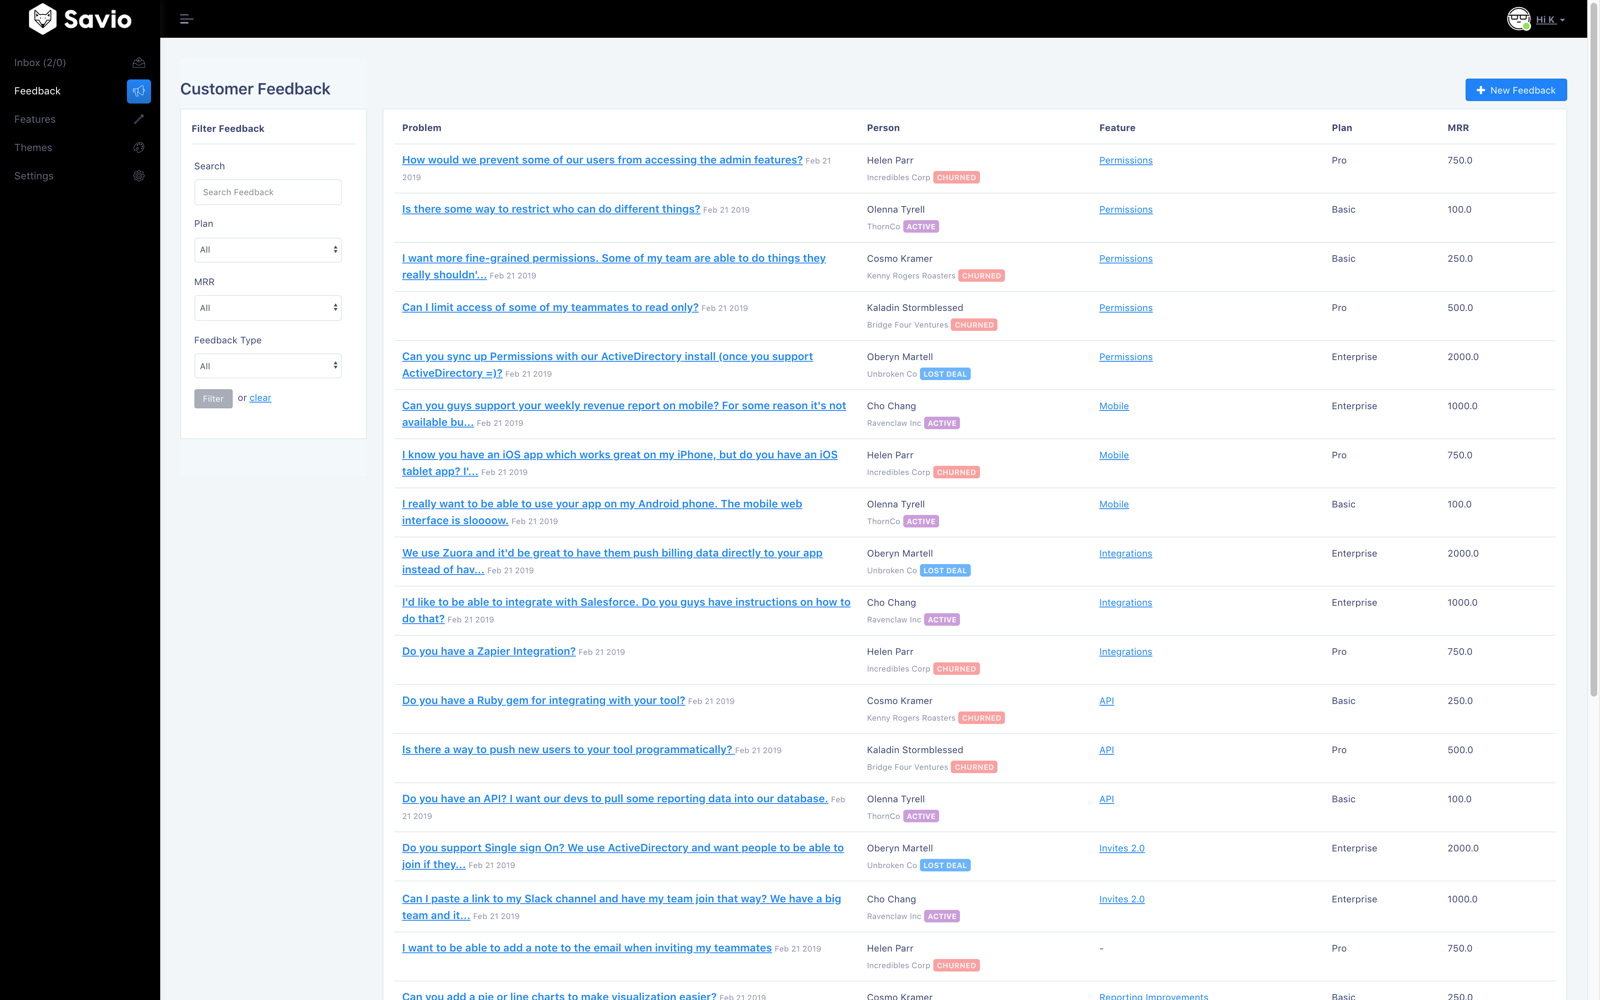 Savio
Hi K
Inbox (2/0)
Feedback
Features
Themes
Settings
Customer Feedback
New Feedback
Filter Feedback
Search
Search Feedback
Plan
All
MRR
All
Feedback Type
All
Filter or clear
Problem Person Feature Plan MRR
How would we prevent some of our users from accessing the admin features? Feb 21 Helen Parr Permissions Pro 750.0
2019 Incredibles Corp CHURNED
Is there some way to restrict who can do different things? Feb 21 2019 Olenna Tyrell Permissions Basic 100.0
ThornCo ACTIVE
I want more fine-grained permissions. Some of my team are able to do things they Cosmo Kramer Permissions Basic 250.0
really shouldn'... Feb 21 2019 Kenny Rogers Roasters CHURNED
Can I limit access of some of my teammates to read only? Feb 21 2019 Kaladin Stormblessed Permissions Pro 500.0
Bridge Four Ventures CHURNED
Can you sync up Permissions with our ActiveDirectory install (once you support Oberyn Martell Permissions Enterprise 2000.0
ActiveDirectory =)? Feb 21 2019 Unbroken Co LOST DEAL
Can you guys support your weekly revenue report on mobile? For some reason it's not Cho Chang Mobile Enterprise 1000.0
available bu... Feb 21 2019 Ravenclaw Inc ACTIVE
I know you have an iOS app which works great on my iPhone, but do you have an iOS Helen Parr Mobile Pro 750.0
tablet app? I'... Feb 21 2019 Incredibles Corp CHURNED
I really want to be able to use your app on my Android phone. The mobile web Olenna Tyrell Mobile Basic 100.0
interface is sloooow. Feb 21 2019 ThornCo ACTIVE
We use Zuora and it'd be great to have them push billing data directly to your app Oberyn Martell Integrations Enterprise 2000.0
instead of hav... Feb 21 2019 Unbroken Co LOST DEAL
I'd like to be able to integrate with Salesforce. Do you guys have instructions on how to Cho Chang Integrations Enterprise 1000.0
do that? Feb 21 2019 Ravenclaw Inc ACTIVE
Do you have a Zapier Integration? Feb 21 2019 Helen Parr Integrations Pro 750.0
Incredibles Corp CHURNED
Do you have a Ruby gem for integrating with your tool? Feb 21 2019 Cosmo Kramer API Basic 250.0
Kenny Rogers Roasters CHURNED
Is there a way to push new users to your tool programmatically? Feb 21 2019 Kaladin Stormblessed API Pro 500.0
Bridge Four Ventures CHURNED
Do you have an API? I want our devs to pull some reporting data into our database. Feb Olenna Tyrell API Basic 100.0
21 2019 ThornCo ACTIVE
Do you support Single sign On? We use ActiveDirectory and want people to be able to Oberyn Martell Invites 2.0 Enterprise 2000.0
join if they... Feb 21 2019 Unbroken Co LOST DEAL
Can I paste a link to my Slack channel and have my team join that way? We have a big Cho Chang Invites 2.0 Enterprise 1000.0
team and it... Feb 21 2019 Ravenclaw Inc ACTIVE
I want to be able to add a note to the email when inviting my teammates Feb 21 2019 Helen Parr - Pro 750.0
Incredibles Corp CHURNED
Can you add a pie or line charts to make visualization easier? Feb 21 2019 Cosmo Kramer Reporting Improvements Basic 250.0